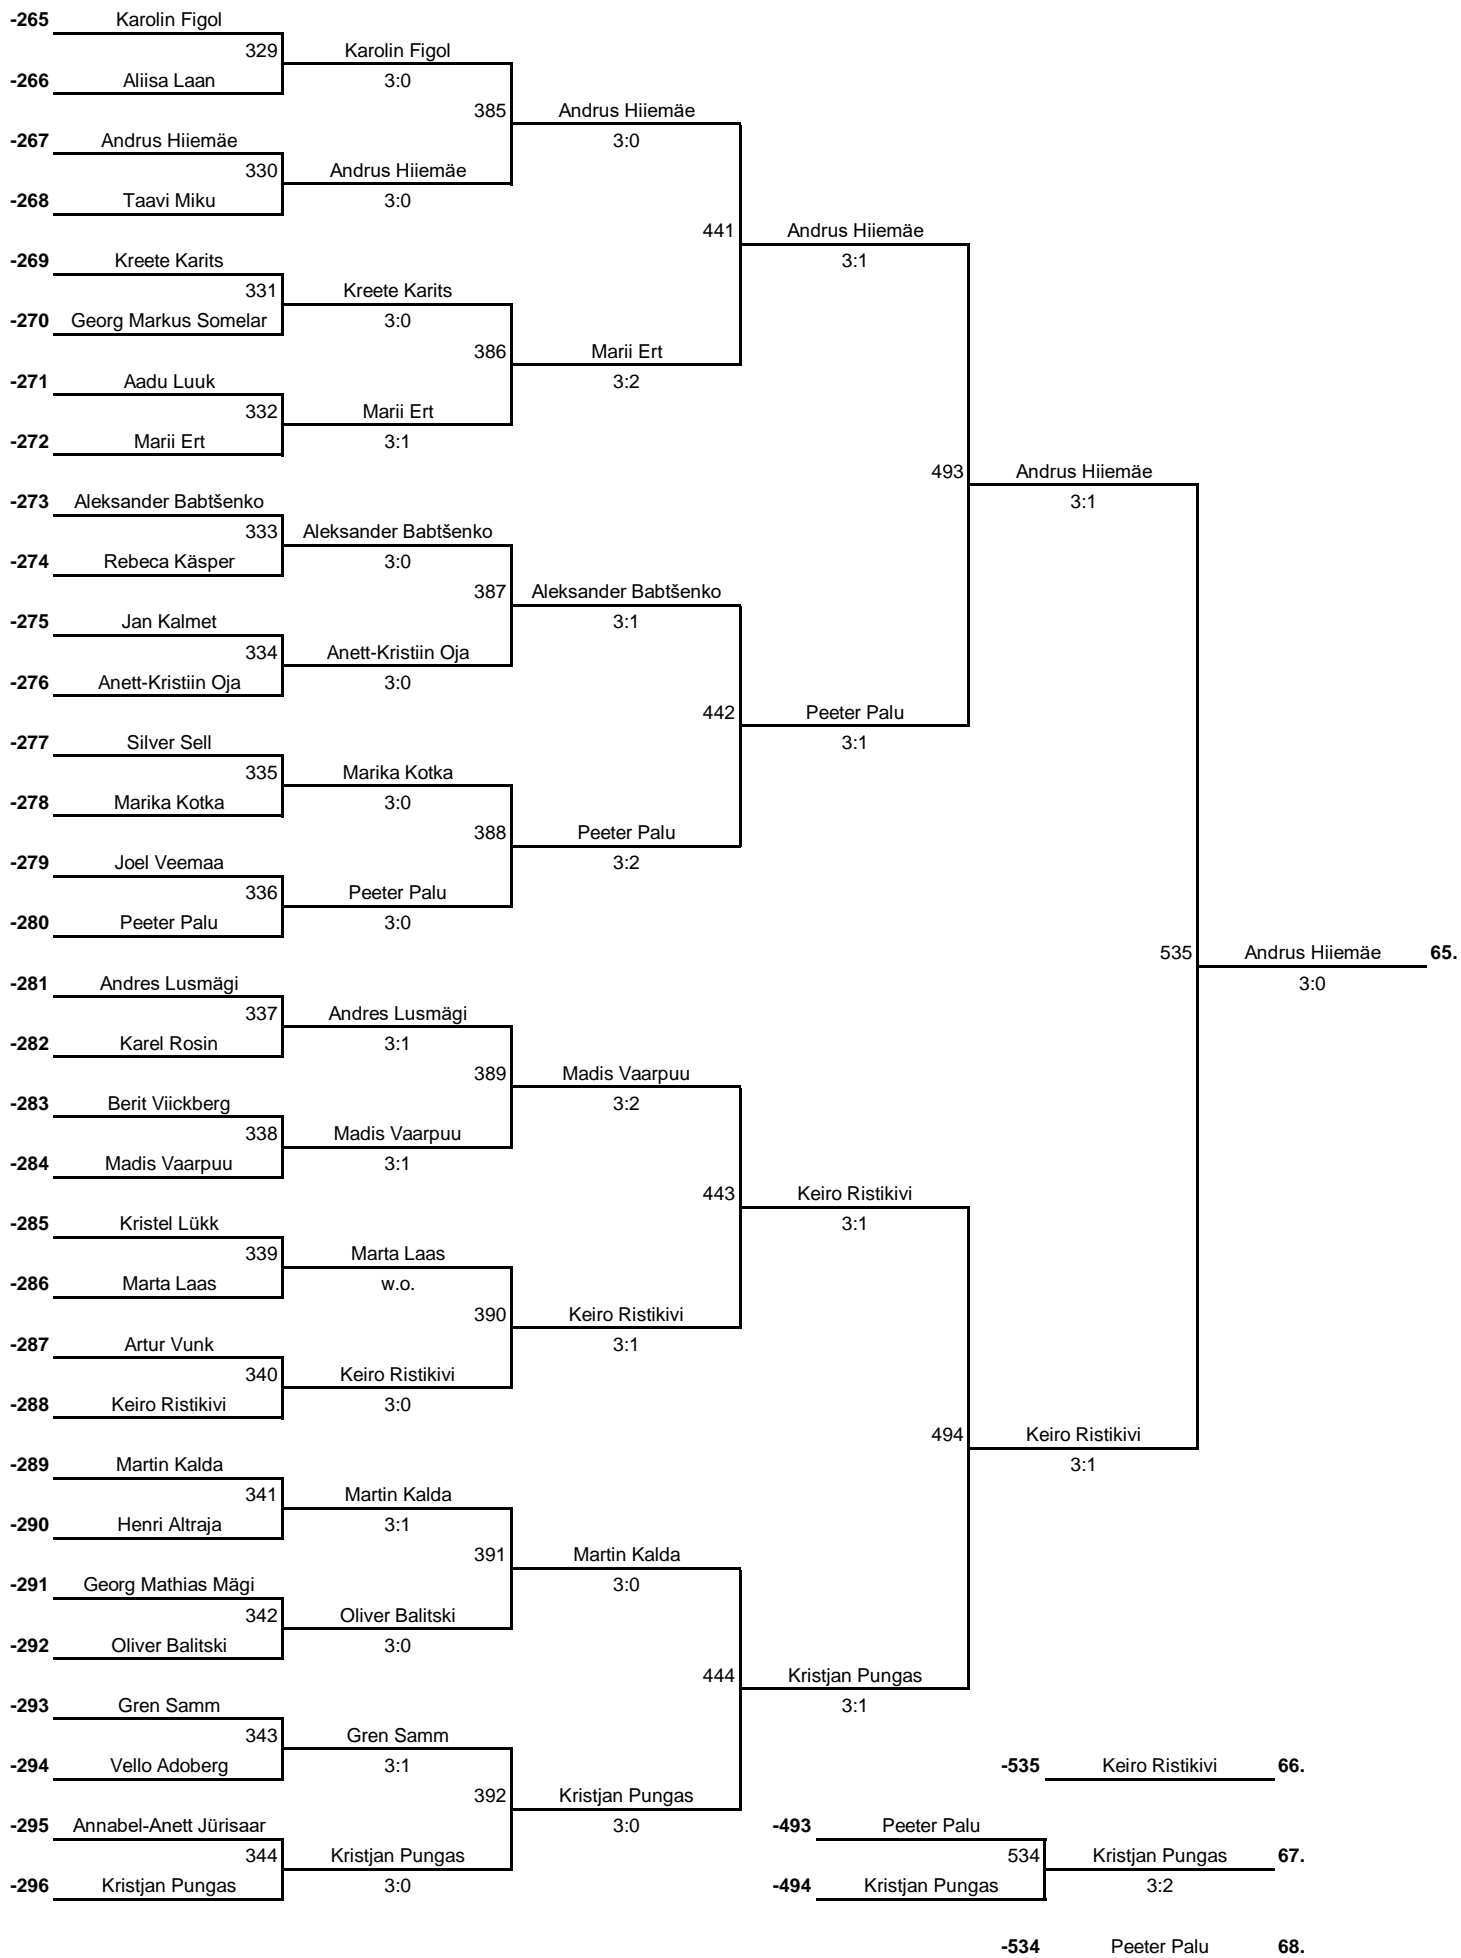 -265 Karolin Figol
329 Karolin Figol
-266 Aliisa Laan 3:0
385 Andrus Hiiemäe
-267 Andrus Hiiemäe 3:0
330 Andrus Hiiemäe
-268 Taavi Miku 3:0
441 Andrus Hiiemäe
-269 Kreete Karits 3:1
331 Kreete Karits
-270 Georg Markus Somelar 3:0
386 Marii Ert
-271 Aadu Luuk 3:2
332 Marii Ert
-272 Marii Ert 3:1
493 Andrus Hiiemäe
-273 Aleksander Babtšenko 3:1
333 Aleksander Babtšenko
-274 Rebeca Käsper 3:0
387 Aleksander Babtšenko
-275 Jan Kalmet 3:1
334 Anett-Kristiin Oja
-276 Anett-Kristiin Oja 3:0
442 Peeter Palu
-277 Silver Sell 3:1
335 Marika Kotka
-278 Marika Kotka 3:0
388 Peeter Palu
-279 Joel Veemaa 3:2
336 Peeter Palu
-280 Peeter Palu 3:0
535 Andrus Hiiemäe 65.
-281 Andres Lusmägi 3:0
337 Andres Lusmägi
-282 Karel Rosin 3:1
389 Madis Vaarpuu
-283 Berit Viickberg 3:2
338 Madis Vaarpuu
-284 Madis Vaarpuu 3:1
443 Keiro Ristikivi
-285 Kristel Lükk 3:1
339 Marta Laas
-286 Marta Laas w.o.
390 Keiro Ristikivi
-287 Artur Vunk 3:1
340 Keiro Ristikivi
-288 Keiro Ristikivi 3:0
494 Keiro Ristikivi
-289 Martin Kalda 3:1
341 Martin Kalda
-290 Henri Altraja 3:1
391 Martin Kalda
-291 Georg Mathias Mägi 3:0
342 Oliver Balitski
-292 Oliver Balitski 3:0
444 Kristjan Pungas
-293 Gren Samm 3:1
343 Gren Samm
-294 Vello Adoberg 3:1 -535 Keiro Ristikivi 66.
392 Kristjan Pungas
-295 Annabel-Anett Jürisaar 3:0 -493 Peeter Palu
344 Kristjan Pungas 534 Kristjan Pungas 67.
-296 Kristjan Pungas 3:0 -494 Kristjan Pungas 3:2
-534 Peeter Palu 68.